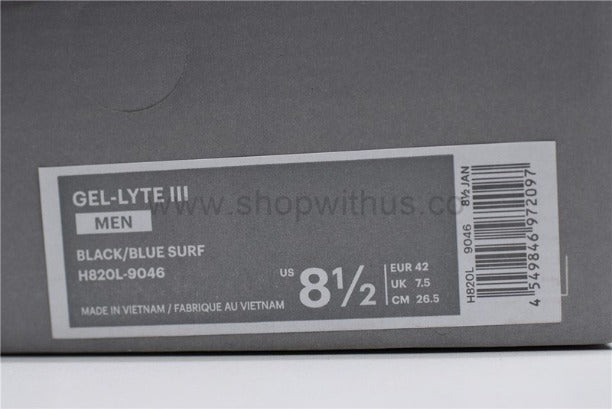 GEL-LYTE III
MEN
BLACK/BLUE SURF
H820L-9046
MADE IN VIETNAM / FABRIQUE AU VIETNAM
US 8½
EUR 42
UK 7.5
CM 26.5
H820L 9046 8½ JAN
4 549846 972097
www.shopwithus.co